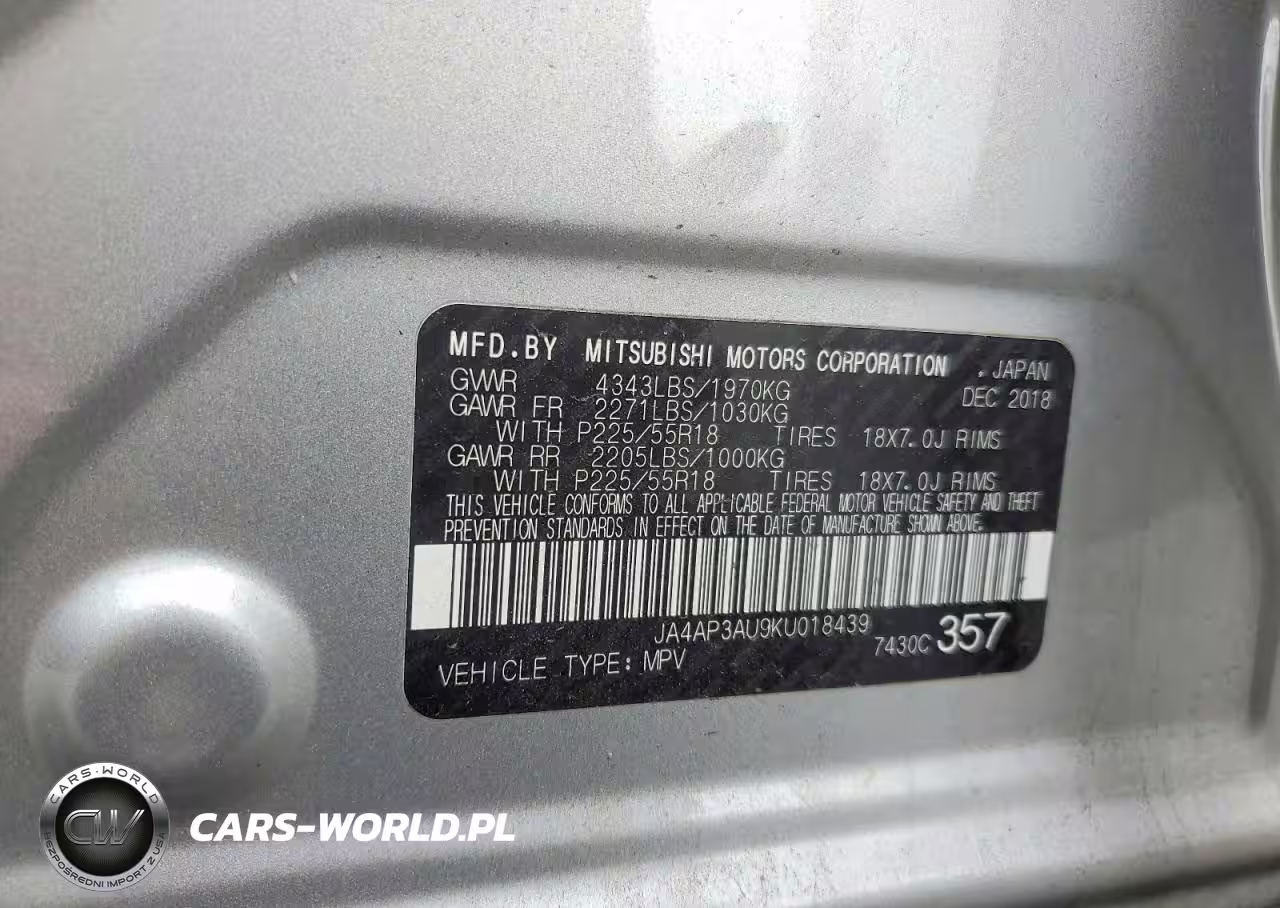 MFD.BY MITSUBISHI MOTORS CORPORATION , JAPAN
GVWR 4343LBS/1970KG DEC 2018
GAWR FR 2271LBS/1030KG
WITH P225/55R18 TIRES 18X7.0J RIMS
GAWR RR 2205LBS/1000KG
WITH P225/55R18 TIRES 18X7.0J RIMS
THIS VEHICLE CONFORMS TO ALL APPLICABLE FEDERAL MOTOR VEHICLE SAFETY AND THEFT
PREVENTION STANDARDS IN EFFECT ON THE DATE OF MANUFACTURE SHOWN ABOVE.
JA4AP3AU9KU018439
7430C 357
VEHICLE TYPE: MPV
CARS-WORLD
CW
BEZPOŚREDNI IMPORT Z USA
CARS-WORLD.PL